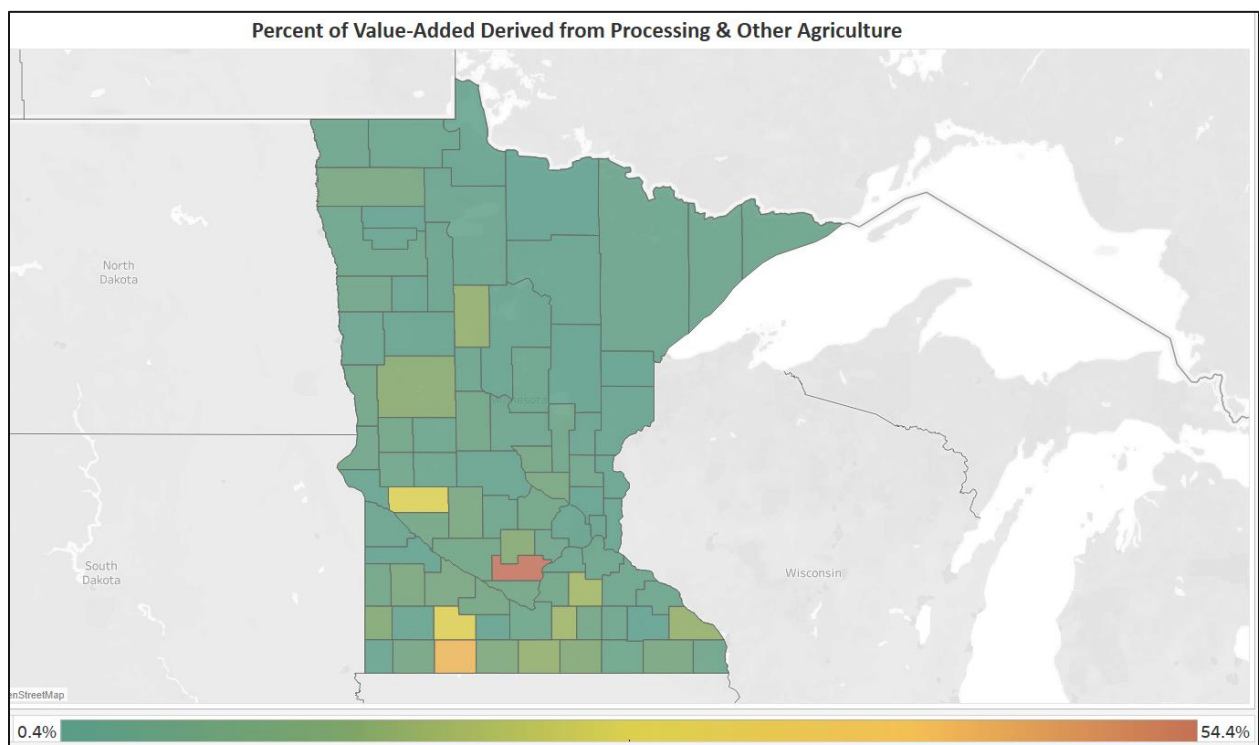 Percent of Value-Added Derived from Processing & Other Agriculture
North
Dakota
South
Dakota
Wisconsin
enStreetMap
0.4%
54.4%